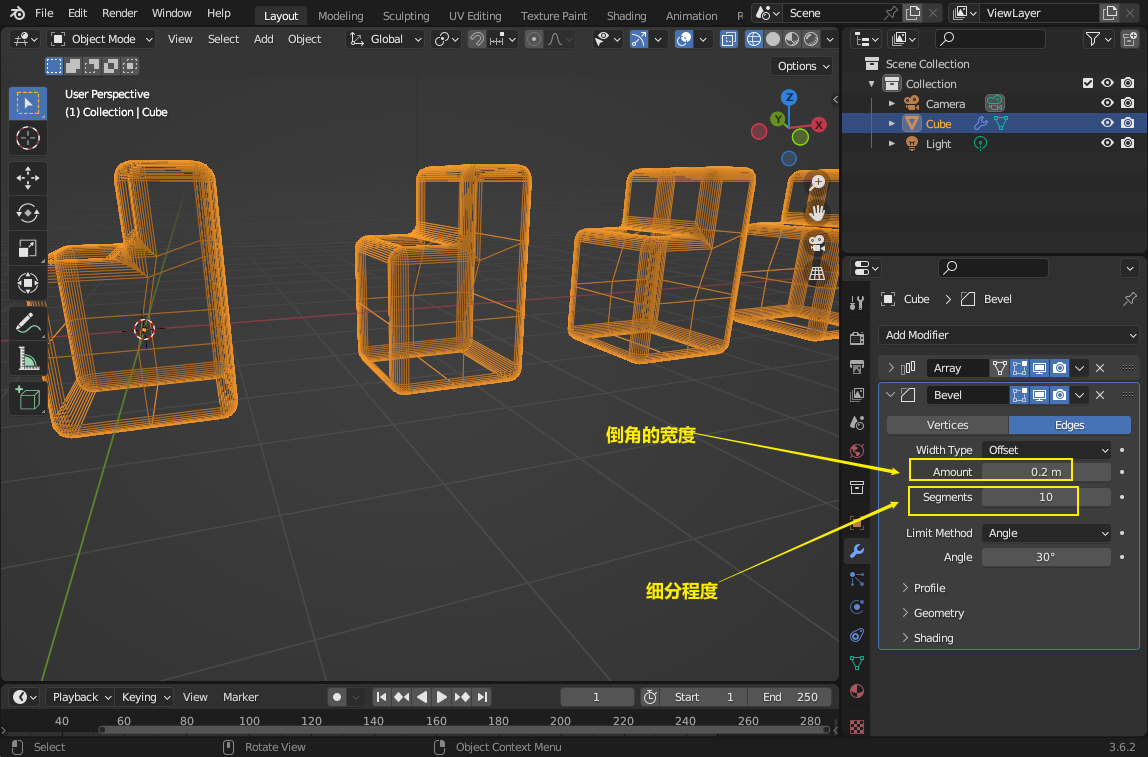 File Edit Render Window Help Layout Modeling Sculpting UV Editing Texture Paint Shading Animation R Scene ViewLayer
Object Mode View Select Add Object Global
Options
User Perspective
(1) Collection | Cube
Z
Y
X
Scene Collection
Collection
Camera
Cube
Light
Cube > Bevel
Add Modifier
Array
Bevel
Vertices Edges
Width Type Offset
Amount 0.2 m
Segments 10
Limit Method Angle
Angle 30°
Profile
Geometry
Shading
倒角的宽度
细分程度
Playback Keying View Marker 1 Start 1 End 250
40 60 80 100 120 140 160 180 200 220 240 260 280
Select Rotate View Object Context Menu 3.6.2